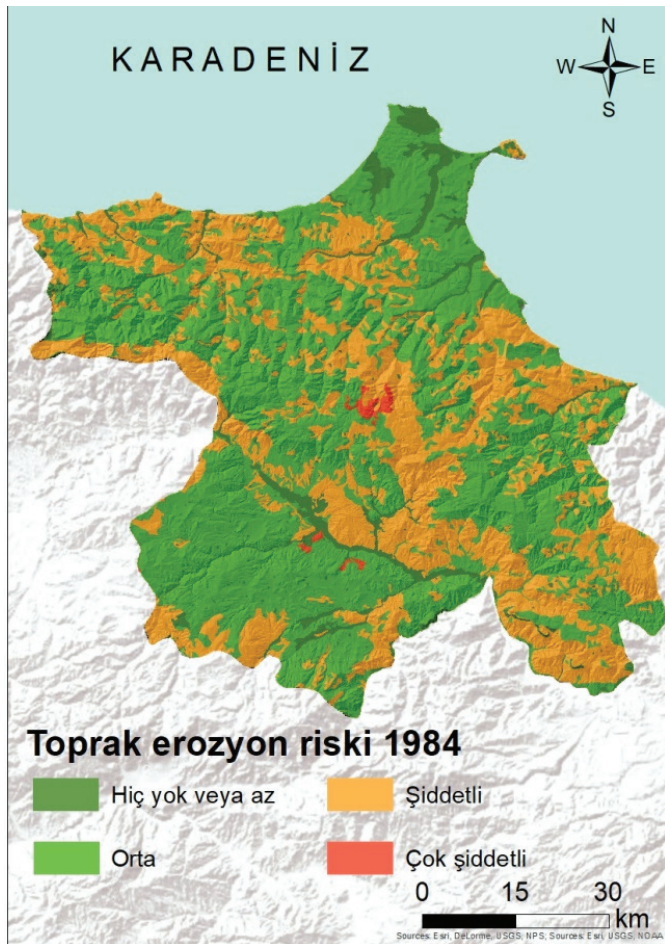 KARADENİZ
N
W E
S
Toprak erozyon riski 1984
Hiç yok veya az
Şiddetli
Orta
Çok şiddetli
0 15 30
km
Sources: Esri, DeLorme, USGS, NPS; Sources: Esri, USGS, NOAA